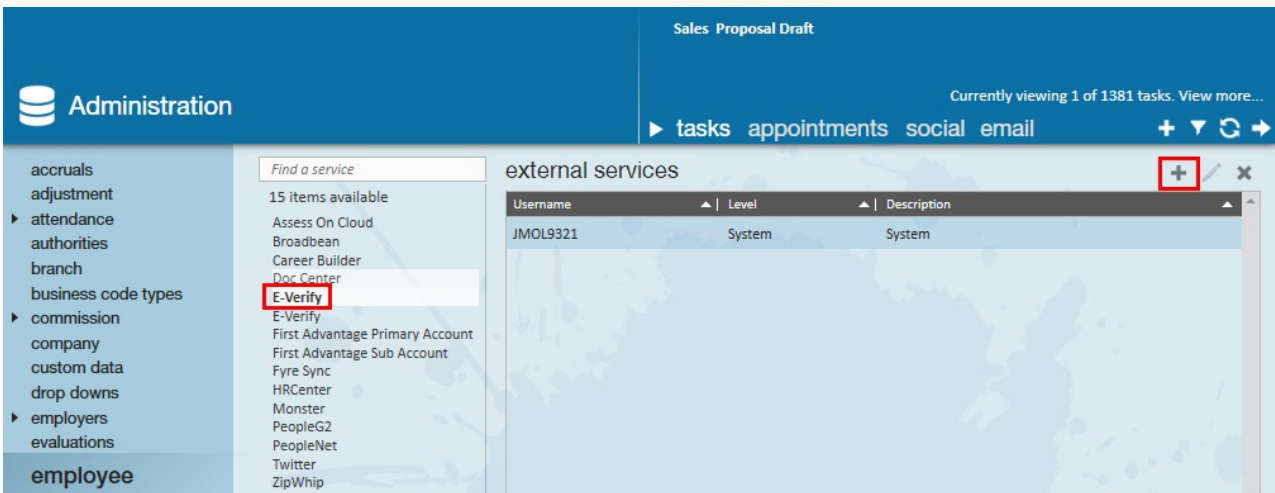 Sales Proposal Draft
Administration
Currently viewing 1 of 1381 tasks. View more...
tasks appointments social email
accruals
adjustment
attendance
authorities
branch
business code types
commission
company
custom data
drop downs
employers
evaluations
employee
Find a service
15 items available
Assess On Cloud
Broadbean
Career Builder
Doc Center
E-Verify
E-Verify
First Advantage Primary Account
First Advantage Sub Account
Fyre Sync
HRCenter
Monster
PeopleG2
PeopleNet
Twitter
ZipWhip
external services
Username Level Description
JMOL9321 System System